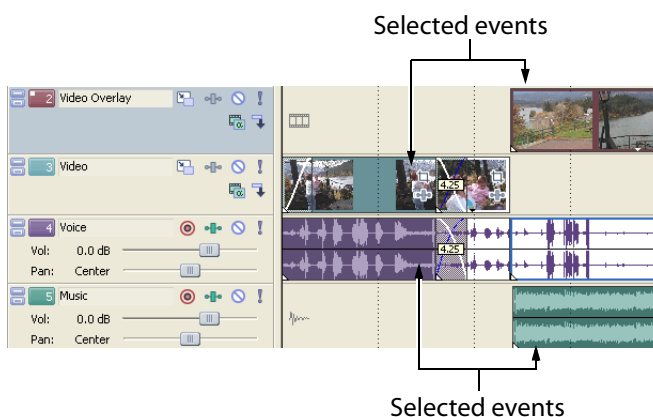 Selected events
2 Video Overlay
3 Video
4.25
4 Voice
4.25
Vol: 0.0 dB
Pan: Center
5 Music
Vol: 0.0 dB
Pan: Center
Selected events